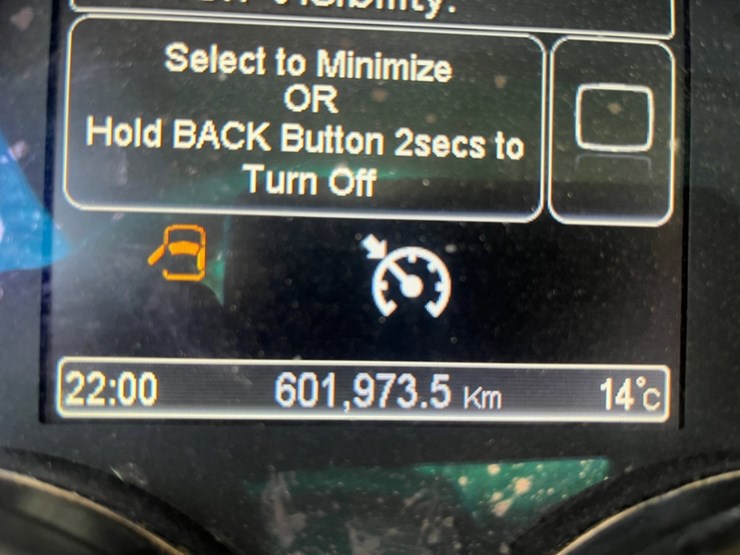 Select to Minimize
OR
Hold BACK Button 2secs to
Turn Off
22:00 601,973.5 Km 14°C